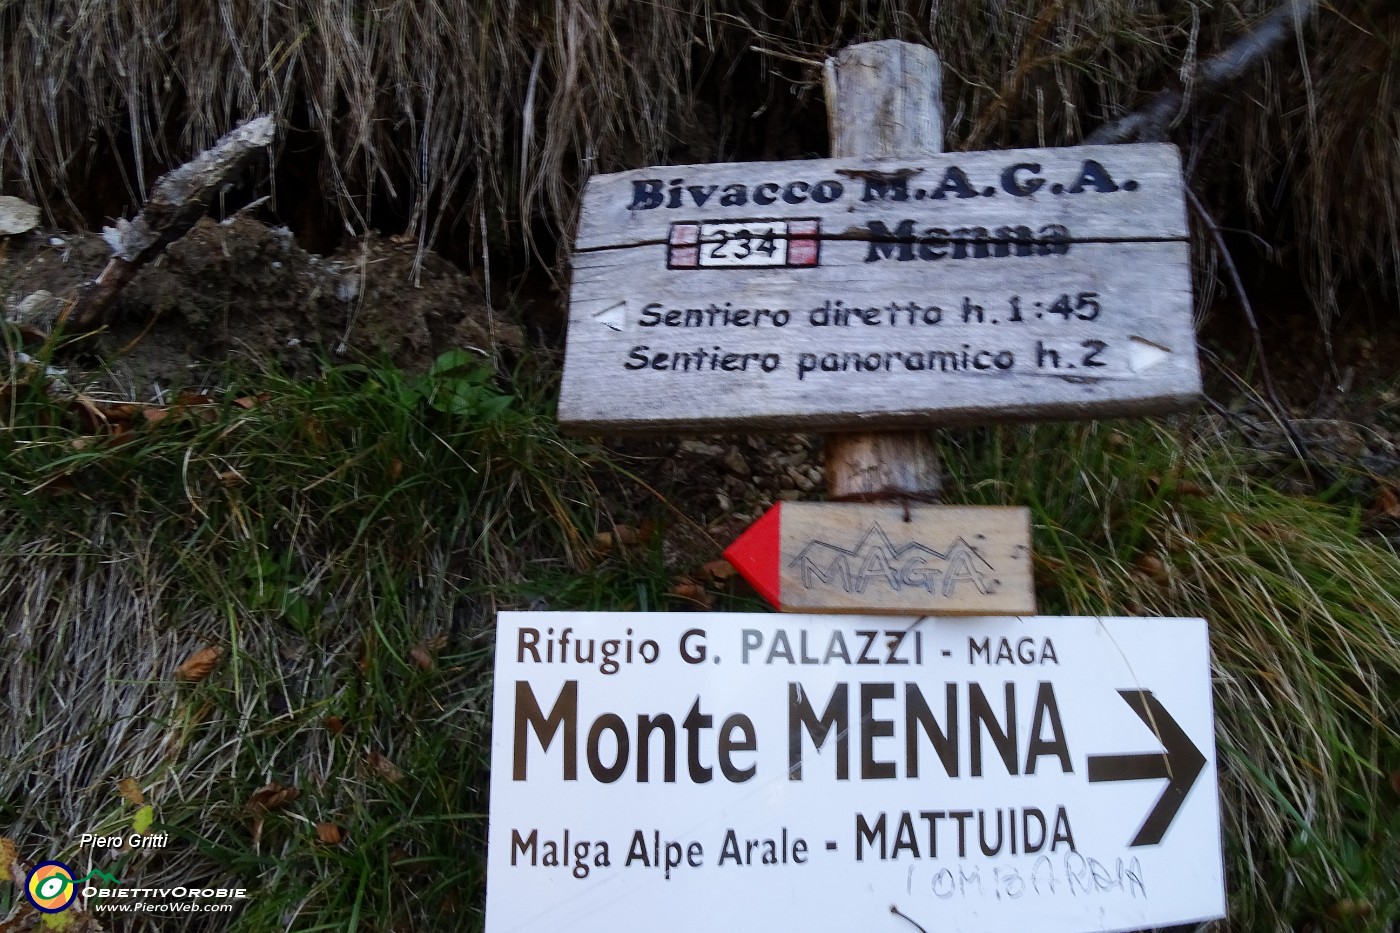 Bivacco M.A.G.A.
234 Menna
Sentiero diretto h.1:45
Sentiero panoramico h.2
MAGA.
Rifugio G. PALAZZI - MAGA
Monte MENNA
Malga Alpe Arale - MATTUIDA
LOMBARDIA
Piero Gritti
OBIETTIVOROBIE
www.PieroWeb.com